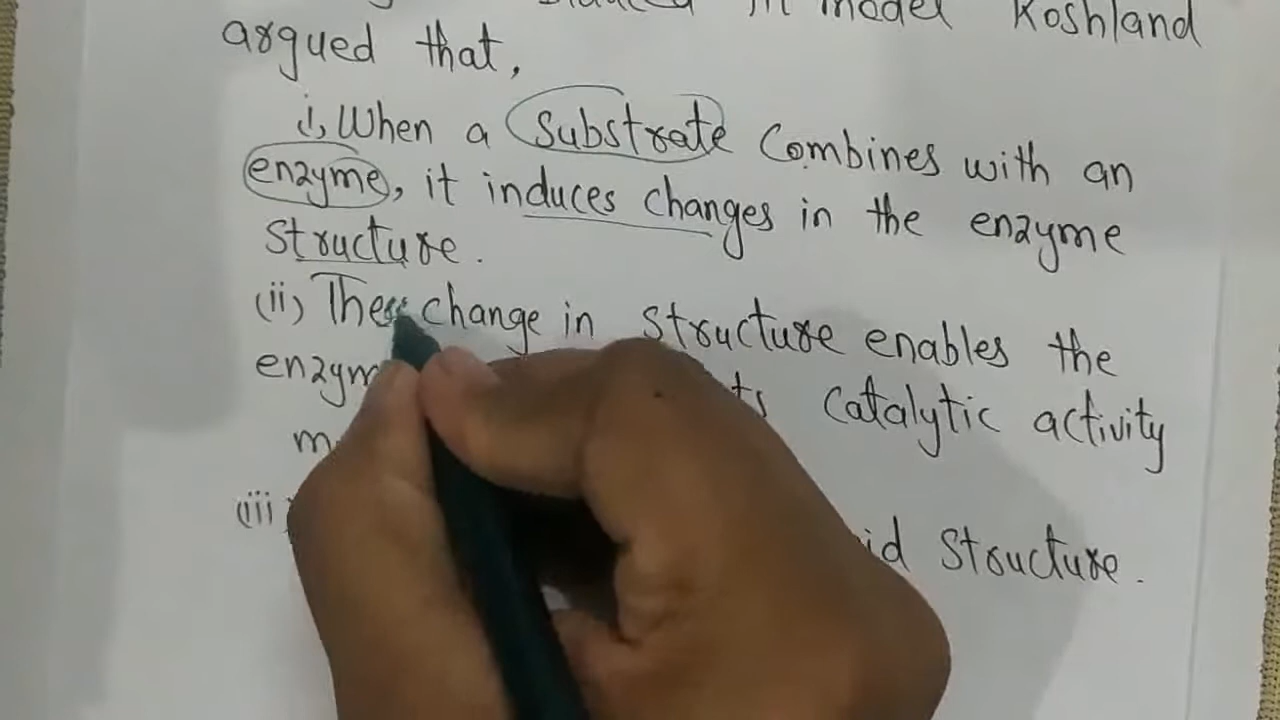 in model Koshland
argued that,
i, When a Substrate Combines with an
enzyme, it induces changes in the enzyme
Structure.
(ii) change in structure enables the
catalytic activity
(iii) Structure.